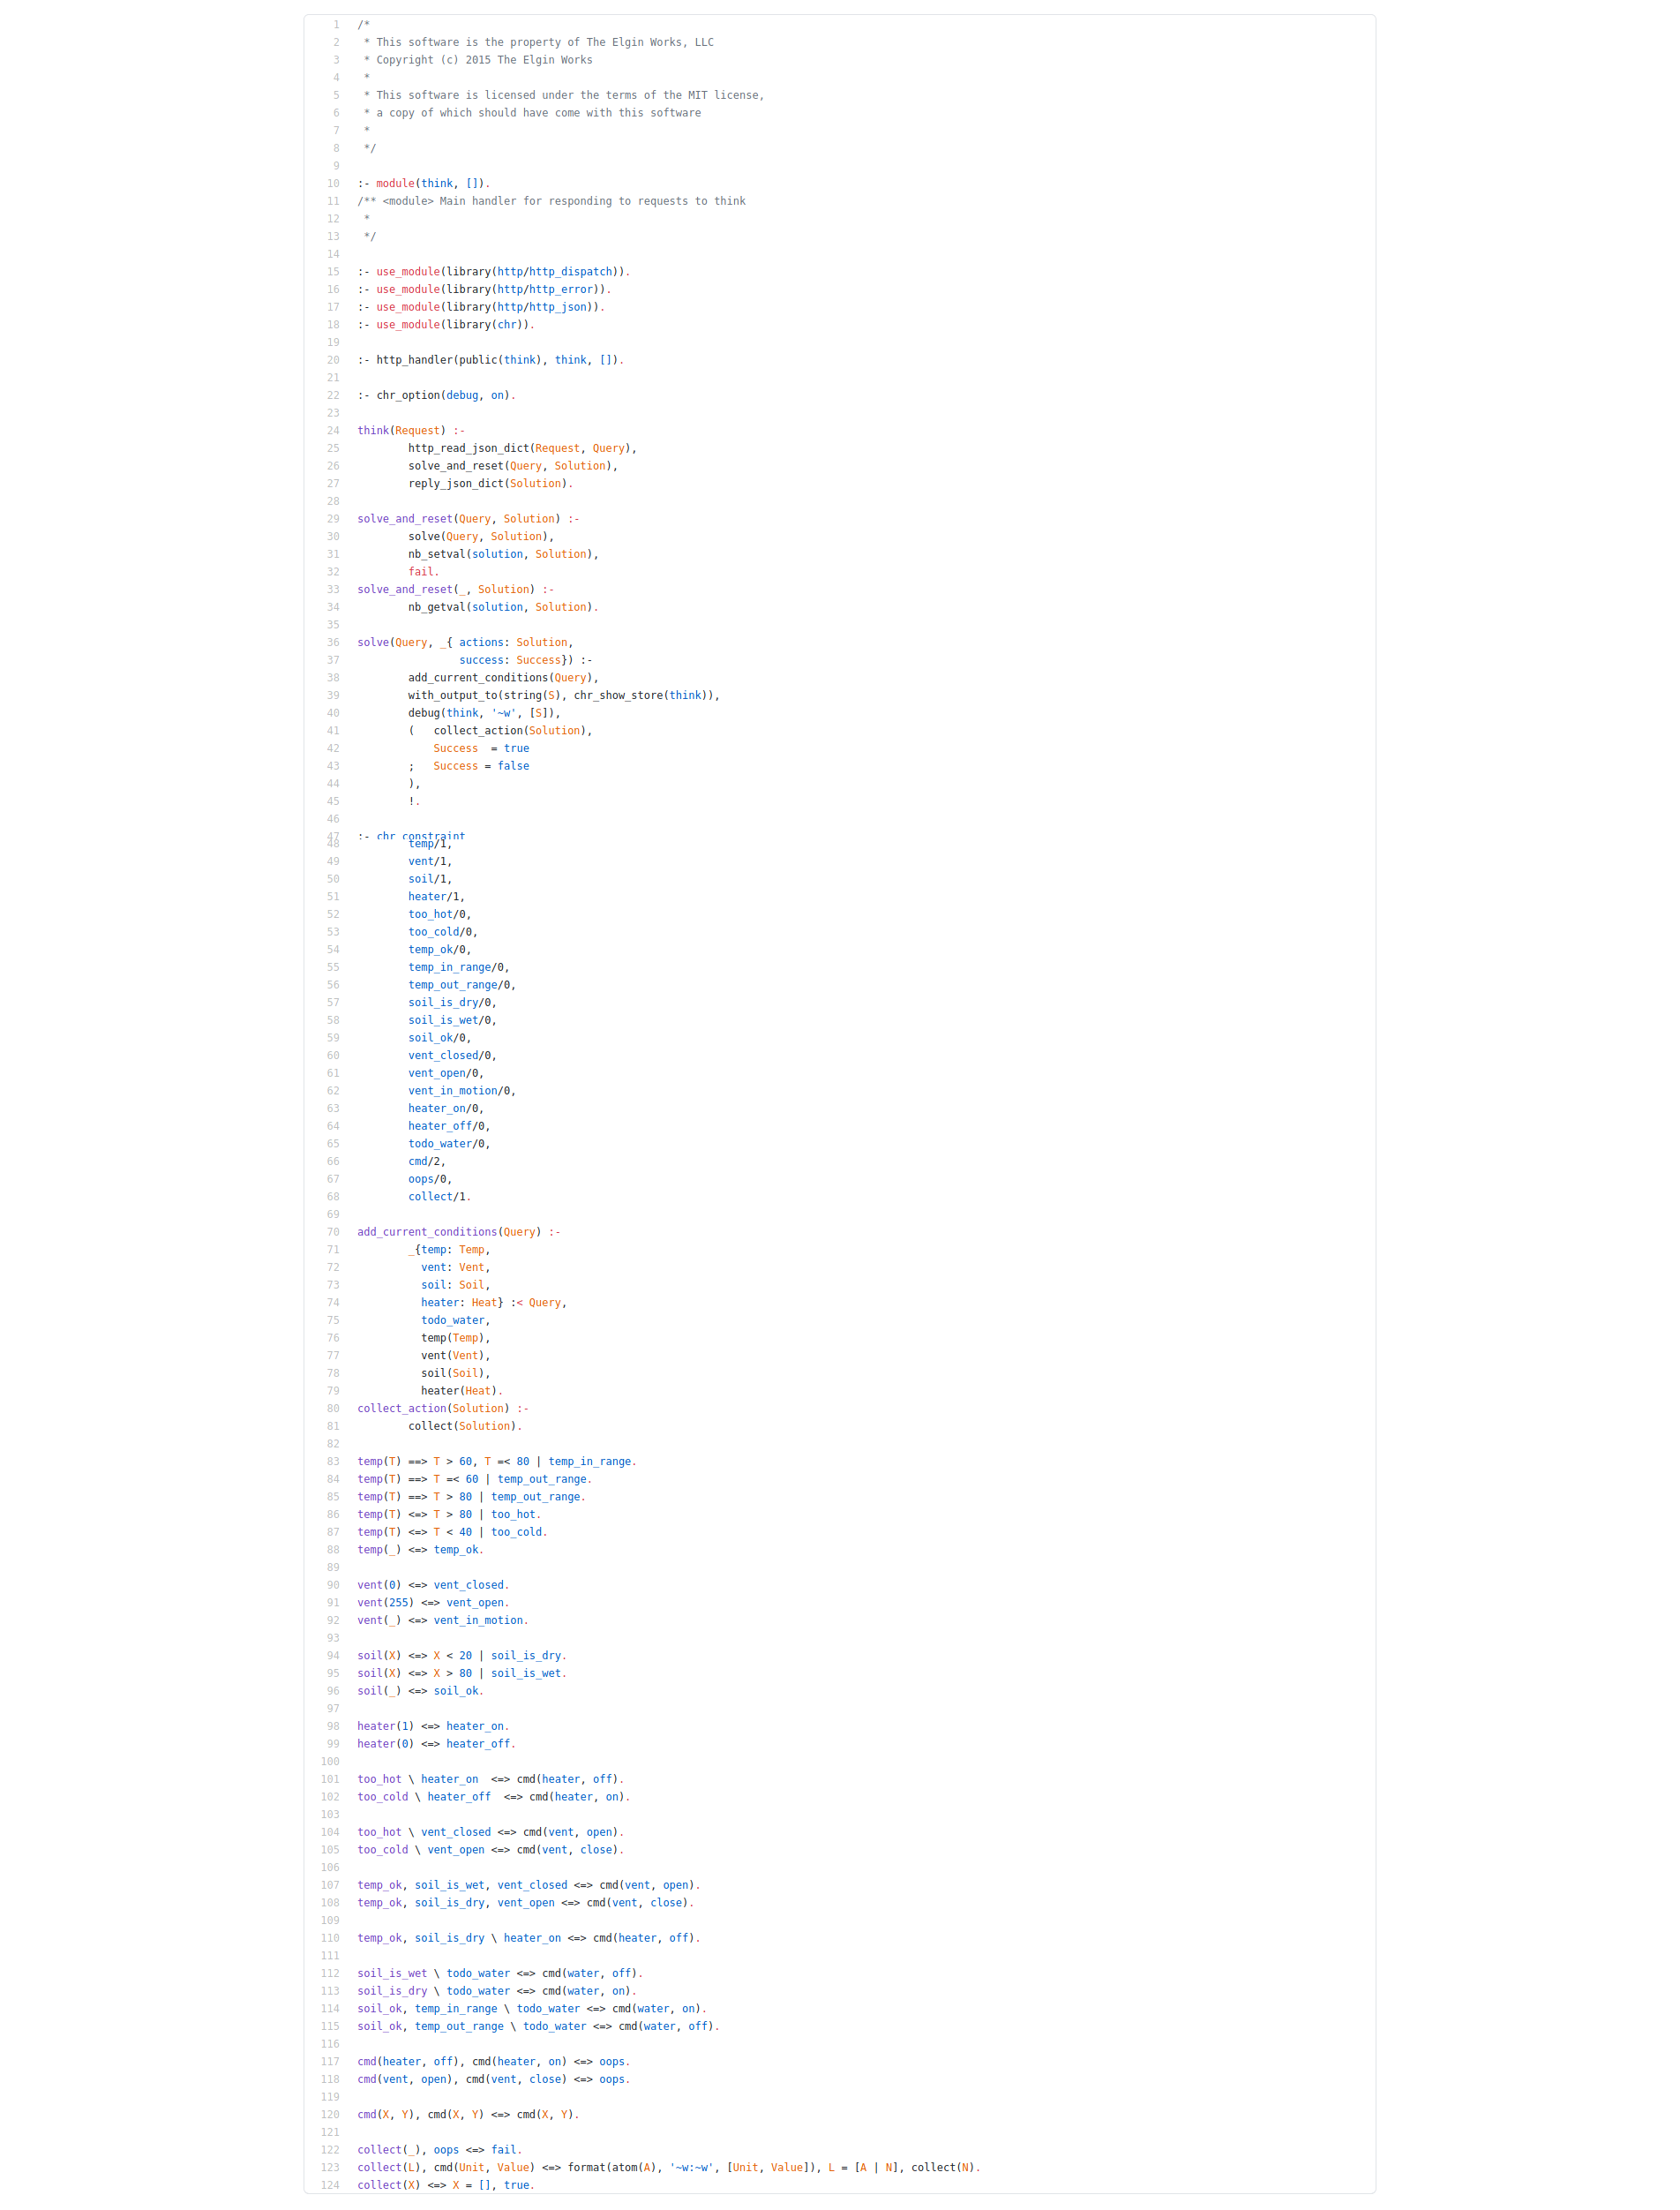 1 /*
2  * This software is the property of The Elgin Works, LLC
3  * Copyright (c) 2015 The Elgin Works
4  *
5  * This software is licensed under the terms of the MIT license,
6  * a copy of which should have come with this software
7  *
8  */
9
10 :- module(think, []).
11 /** <module> Main handler for responding to requests to think
12  *
13  */
14
15 :- use_module(library(http/http_dispatch)).
16 :- use_module(library(http/http_error)).
17 :- use_module(library(http/http_json)).
18 :- use_module(library(chr)).
19
20 :- http_handler(public(think), think, []).
21
22 :- chr_option(debug, on).
23
24 think(Request) :-
25         http_read_json_dict(Request, Query),
26         solve_and_reset(Query, Solution),
27         reply_json_dict(Solution).
28
29 solve_and_reset(Query, Solution) :-
30         solve(Query, Solution),
31         nb_setval(solution, Solution),
32         fail.
33 solve_and_reset(_, Solution) :-
34         nb_getval(solution, Solution).
35
36 solve(Query, _{ actions: Solution,
37                 success: Success}) :-
38         add_current_conditions(Query),
39         with_output_to(string(S), chr_show_store(think)),
40         debug(think, '~w', [S]),
41         (   collect_action(Solution),
42             Success  = true
43         ;   Success = false
44         ),
45         !.
46
47 :- chr_constraint
48         temp/1,
49         vent/1,
50         soil/1,
51         heater/1,
52         too_hot/0,
53         too_cold/0,
54         temp_ok/0,
55         temp_in_range/0,
56         temp_out_range/0,
57         soil_is_dry/0,
58         soil_is_wet/0,
59         soil_ok/0,
60         vent_closed/0,
61         vent_open/0,
62         vent_in_motion/0,
63         heater_on/0,
64         heater_off/0,
65         todo_water/0,
66         cmd/2,
67         oops/0,
68         collect/1.
69
70 add_current_conditions(Query) :-
71         _{temp: Temp,
72           vent: Vent,
73           soil: Soil,
74           heater: Heat} :< Query,
75           todo_water,
76           temp(Temp),
77           vent(Vent),
78           soil(Soil),
79           heater(Heat).
80 collect_action(Solution) :-
81         collect(Solution).
82
83 temp(T) ==> T > 60, T =< 80 | temp_in_range.
84 temp(T) ==> T =< 60 | temp_out_range.
85 temp(T) ==> T > 80 | temp_out_range.
86 temp(T) <=> T > 80 | too_hot.
87 temp(T) <=> T < 40 | too_cold.
88 temp(_) <=> temp_ok.
89
90 vent(0) <=> vent_closed.
91 vent(255) <=> vent_open.
92 vent(_) <=> vent_in_motion.
93
94 soil(X) <=> X < 20 | soil_is_dry.
95 soil(X) <=> X > 80 | soil_is_wet.
96 soil(_) <=> soil_ok.
97
98 heater(1) <=> heater_on.
99 heater(0) <=> heater_off.
100
101 too_hot \ heater_on  <=> cmd(heater, off).
102 too_cold \ heater_off  <=> cmd(heater, on).
103
104 too_hot \ vent_closed <=> cmd(vent, open).
105 too_cold \ vent_open <=> cmd(vent, close).
106
107 temp_ok, soil_is_wet, vent_closed <=> cmd(vent, open).
108 temp_ok, soil_is_dry, vent_open <=> cmd(vent, close).
109
110 temp_ok, soil_is_dry \ heater_on <=> cmd(heater, off).
111
112 soil_is_wet \ todo_water <=> cmd(water, off).
113 soil_is_dry \ todo_water <=> cmd(water, on).
114 soil_ok, temp_in_range \ todo_water <=> cmd(water, on).
115 soil_ok, temp_out_range \ todo_water <=> cmd(water, off).
116
117 cmd(heater, off), cmd(heater, on) <=> oops.
118 cmd(vent, open), cmd(vent, close) <=> oops.
119
120 cmd(X, Y), cmd(X, Y) <=> cmd(X, Y).
121
122 collect(_), oops <=> fail.
123 collect(L), cmd(Unit, Value) <=> format(atom(A), '~w:~w', [Unit, Value]), L = [A | N], collect(N).
124 collect(X) <=> X = [], true.